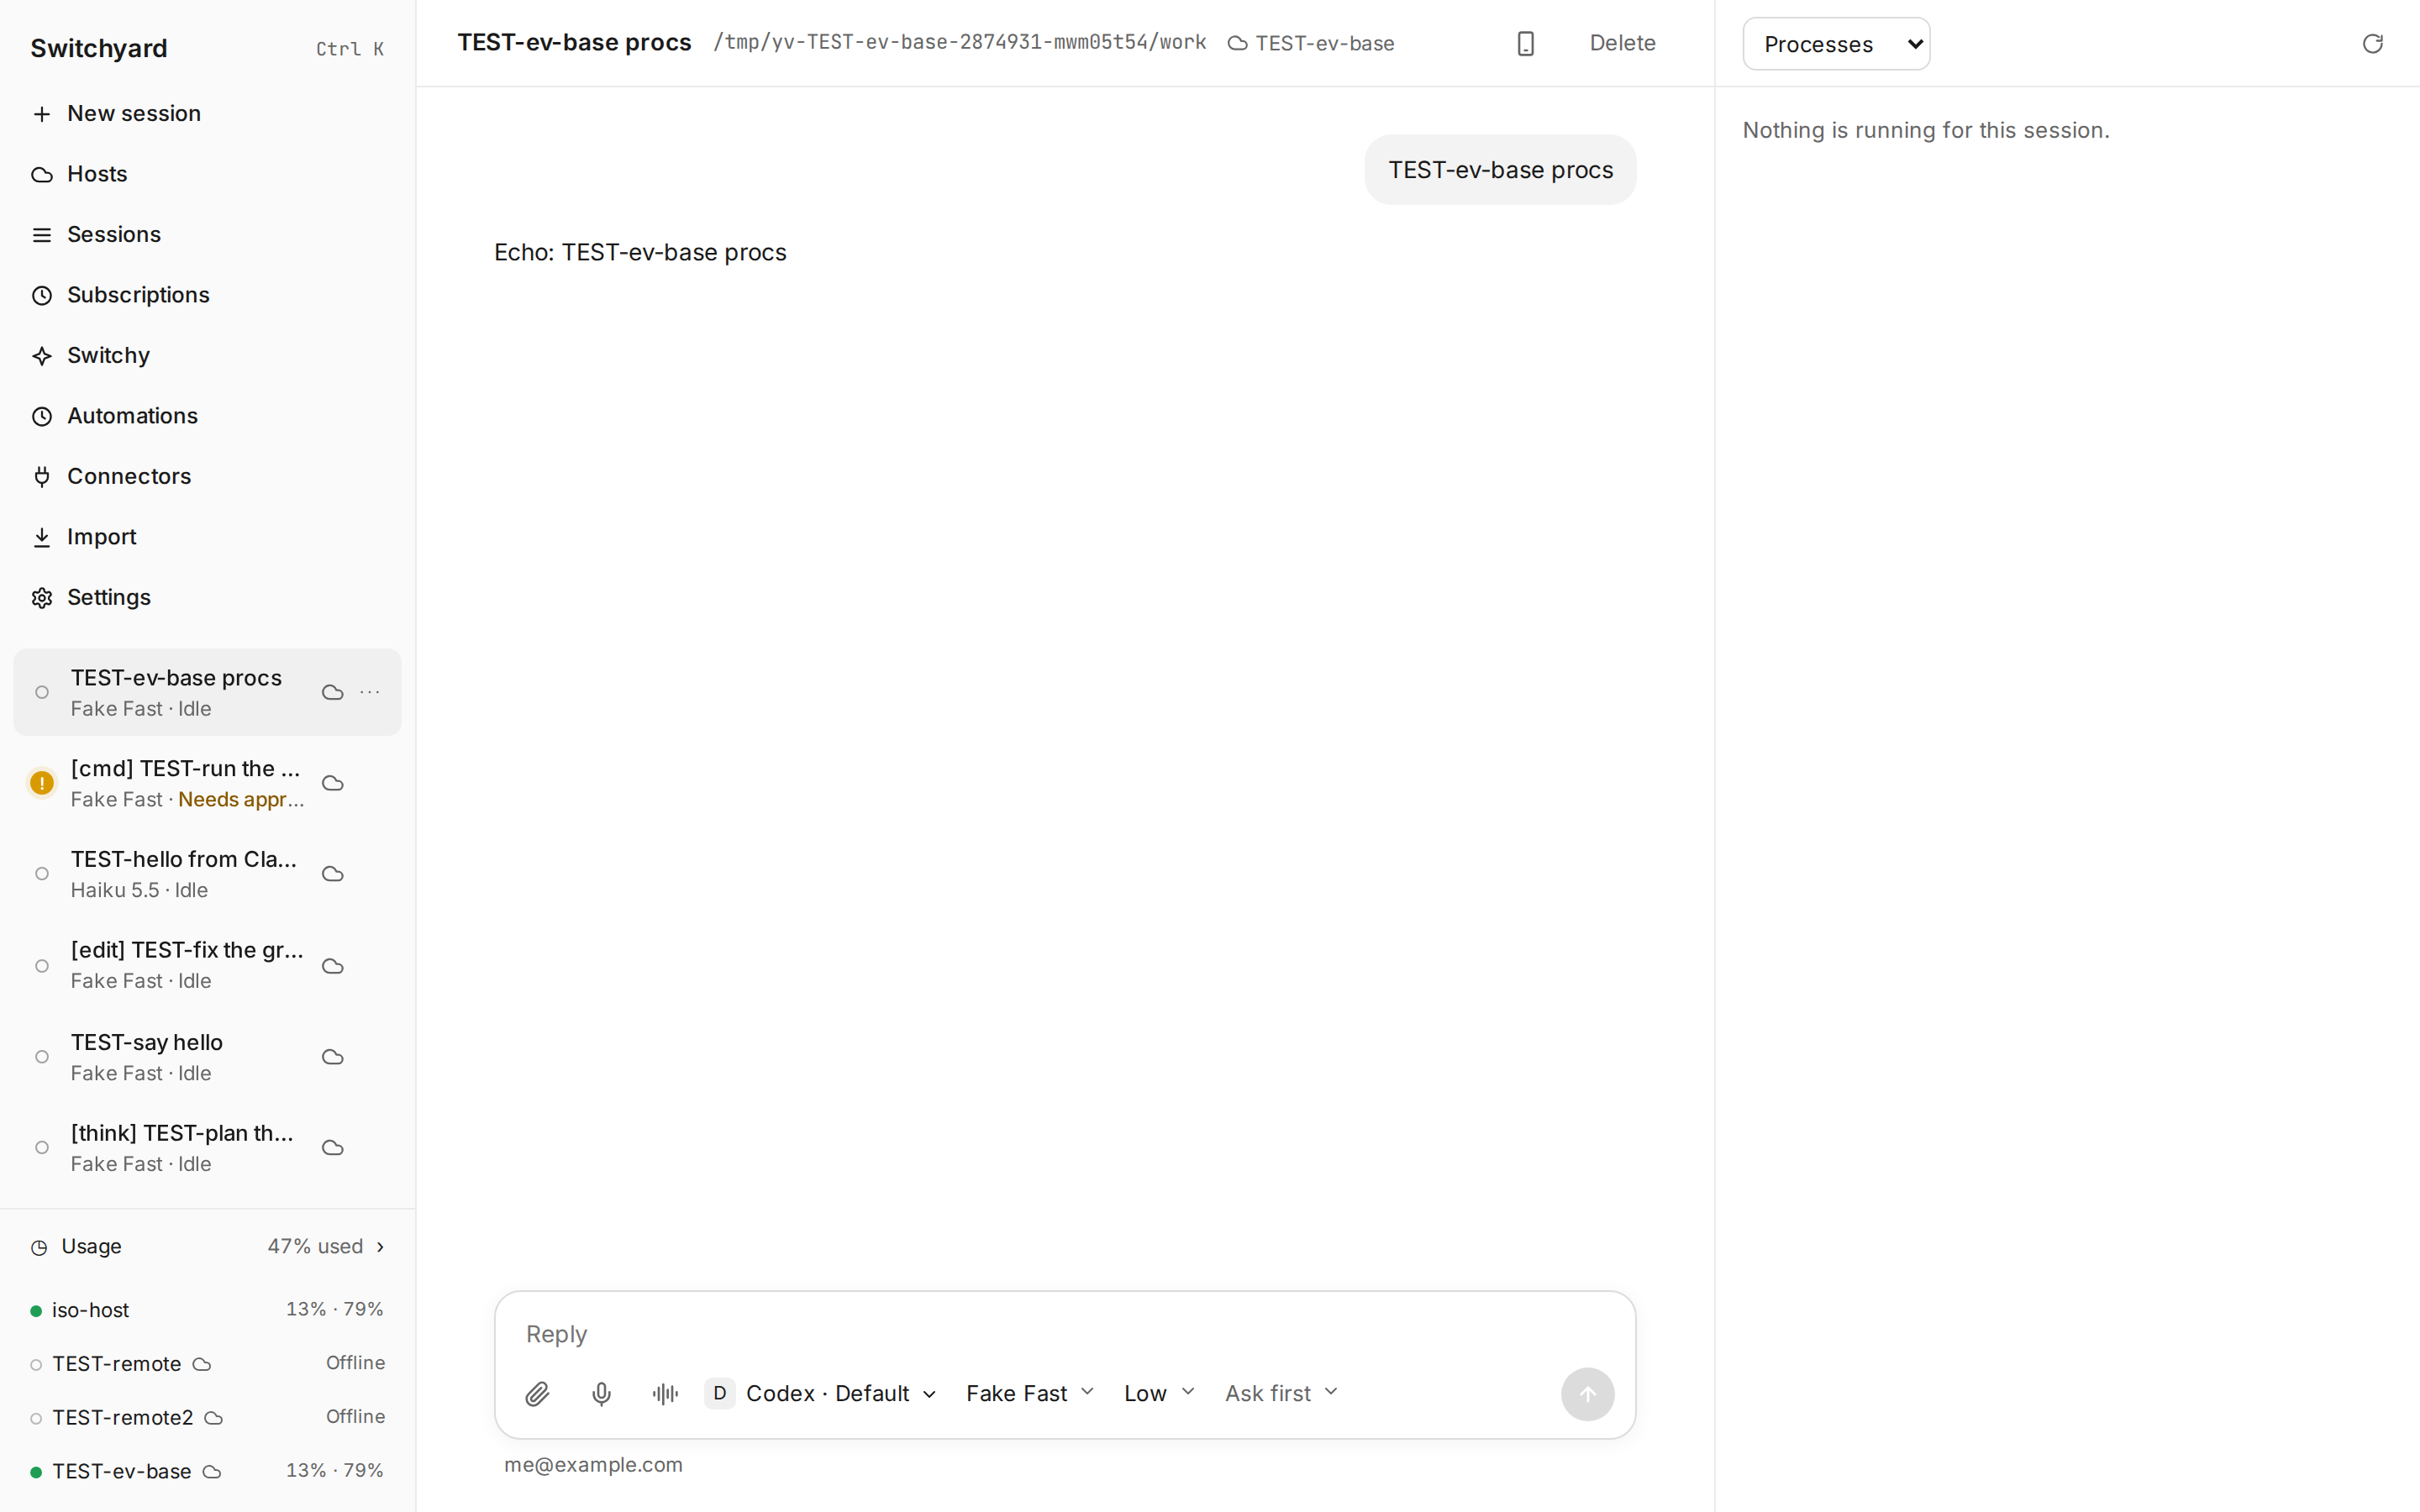 Switchyard
Ctrl K
New session
Hosts
Sessions
Subscriptions
Switchy
Automations
Connectors
Import
Settings
TEST-ev-base procs
Fake Fast · Idle
[cmd] TEST-run the ...
Fake Fast · Needs appr...
TEST-hello from Cla...
Haiku 5.5 · Idle
[edit] TEST-fix the gr...
Fake Fast · Idle
TEST-say hello
Fake Fast · Idle
[think] TEST-plan th...
Fake Fast · Idle
Usage 47% used
iso-host 13% · 79%
TEST-remote Offline
TEST-remote2 Offline
TEST-ev-base 13% · 79%
TEST-ev-base procs /tmp/yv-TEST-ev-base-2874931-mwm05t54/work TEST-ev-base Delete
TEST-ev-base procs
Echo: TEST-ev-base procs
Reply
D Codex · Default Fake Fast Low Ask first
me@example.com
Processes
Nothing is running for this session.